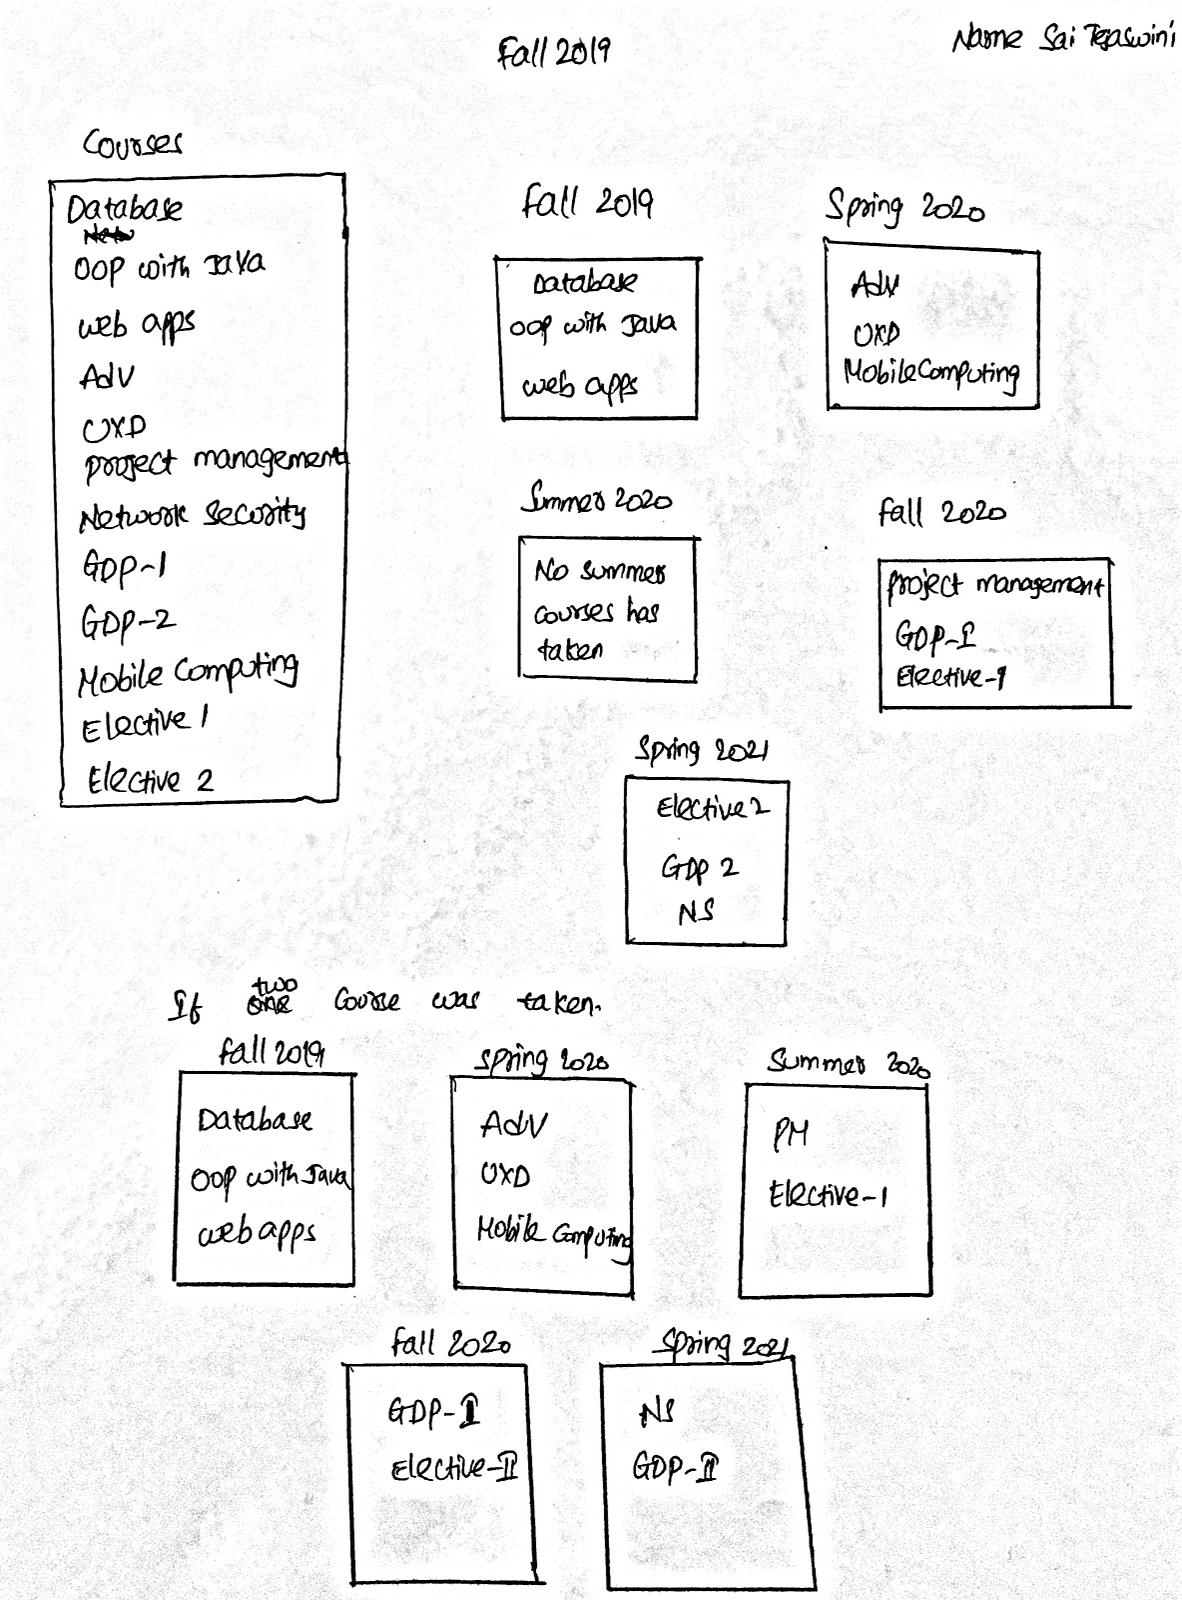 Fall 2019
Name Sai Tejaswini
Courses
Database
OOP with Java
web apps
Adv
UXD
project management
Network Security
GDP-1
GDP-2
Mobile Computing
Elective 1
Elective 2
Fall 2019
Database
OOP with Java
web apps
Spring 2020
Adv
UXD
Mobile Computing
Summer 2020
No summer
courses has
taken
Fall 2020
project management
GDP-I
Elective-1
Spring 2021
Elective 2
GDP 2
NS
two
If one Course was taken.
Fall 2019
Database
OOP with Java
web apps
Spring 2020
Adv
UXD
Mobile Computing
Summer 2020
PM
Elective-1
Fall 2020
GDP-I
Elective-II
Spring 2021
NS
GDP-II